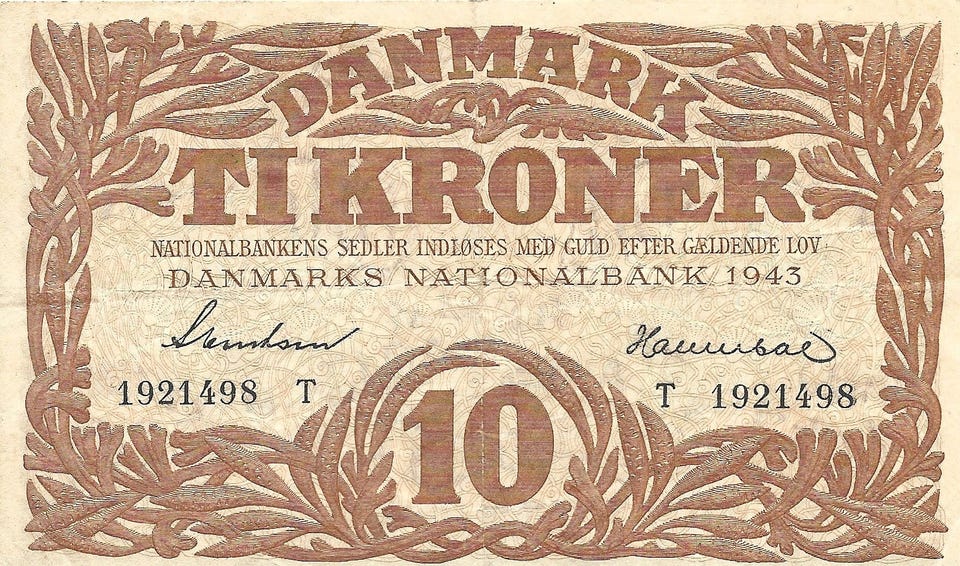 DANMARK
TI KRONER
NATIONALBANKENS SEDLER INDLØSES MED GULD EFTER GÆLDENDE LOV
DANMARKS NATIONALBANK 1943
1921498 T T 1921498
10